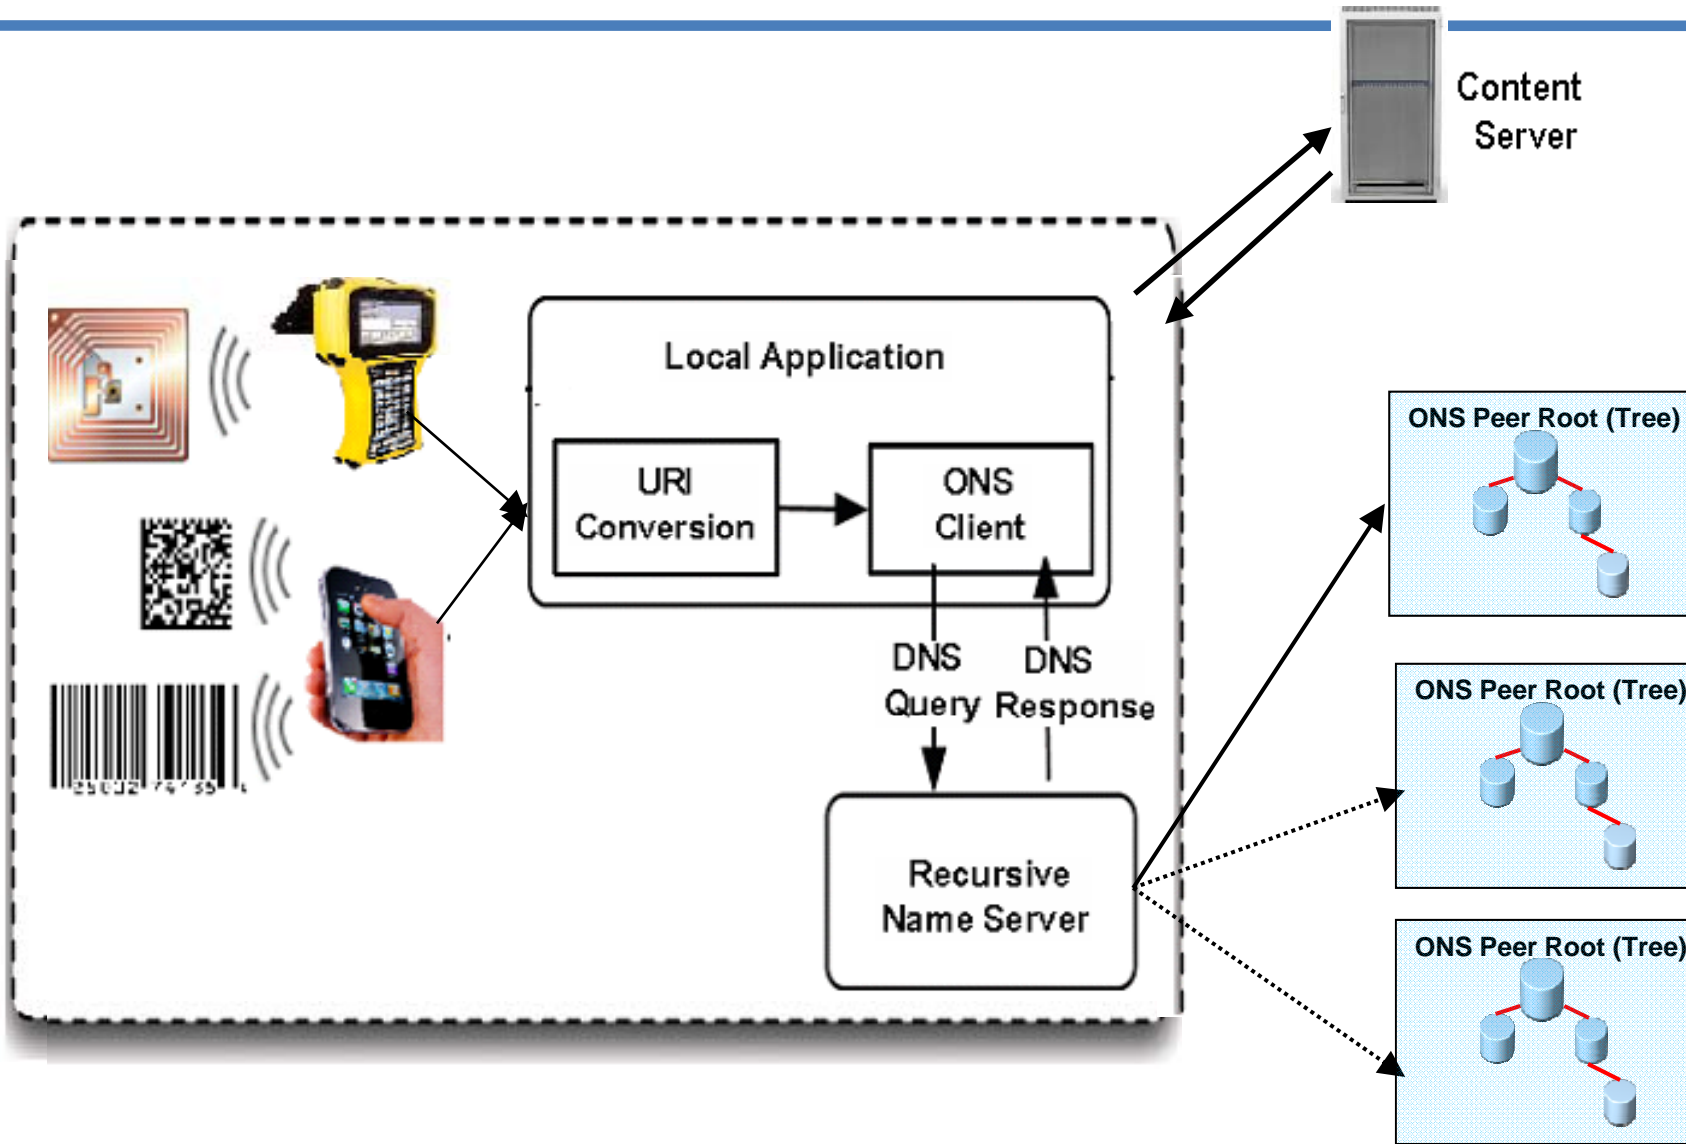 Content
Server
Local Application
URI
Conversion
ONS
Client
DNS
Query
DNS
Response
Recursive
Name Server
ONS Peer Root (Tree)
ONS Peer Root (Tree)
ONS Peer Root (Tree)